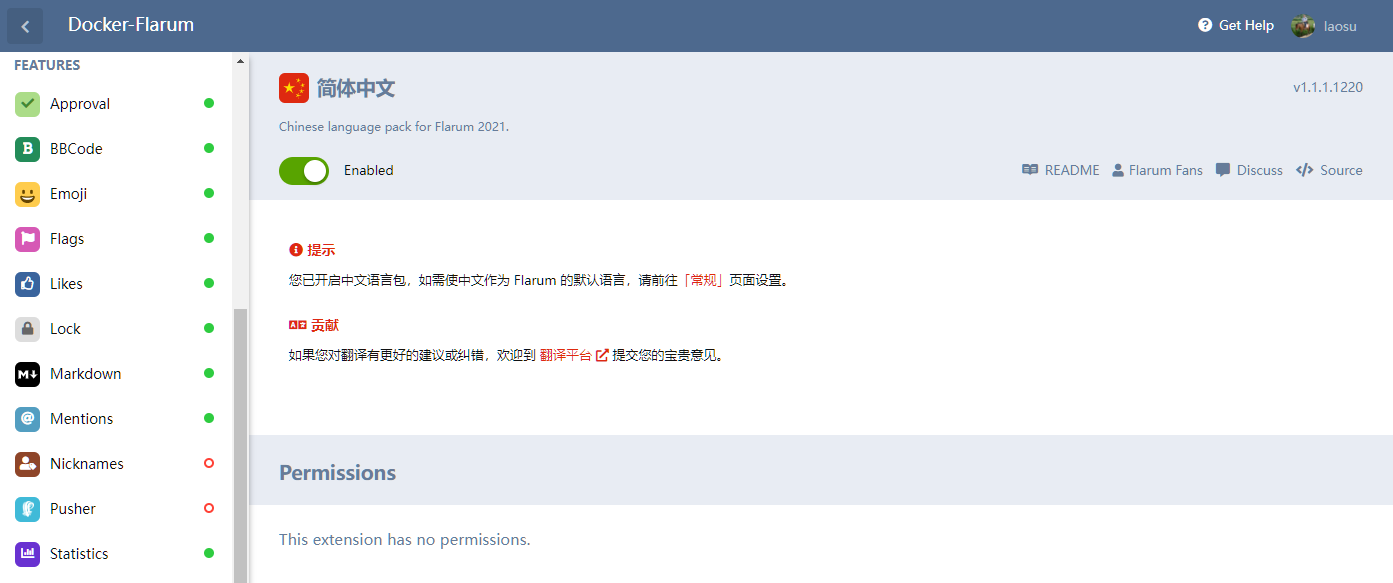 Docker-Flarum
Get Help
laosu
FEATURES
Approval
BBCode
Emoji
Flags
Likes
Lock
Markdown
Mentions
Nicknames
Pusher
Statistics
简体中文
v1.1.1.1220
Chinese language pack for Flarum 2021.
Enabled
README
Flarum Fans
Discuss
Source
提示
您已开启中文语言包，如需使中文作为 Flarum 的默认语言，请前往「常规」页面设置。
贡献
如果您对翻译有更好的建议或纠错，欢迎到 翻译平台 提交您的宝贵意见。
Permissions
This extension has no permissions.